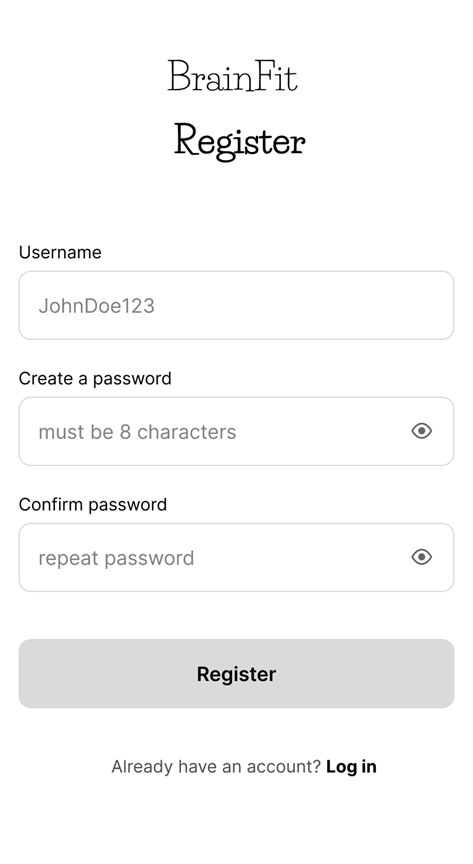 BrainFit
Register
Username
JohnDoe123
Create a password
must be 8 characters
Confirm password
repeat password
Register
Already have an account? Log in